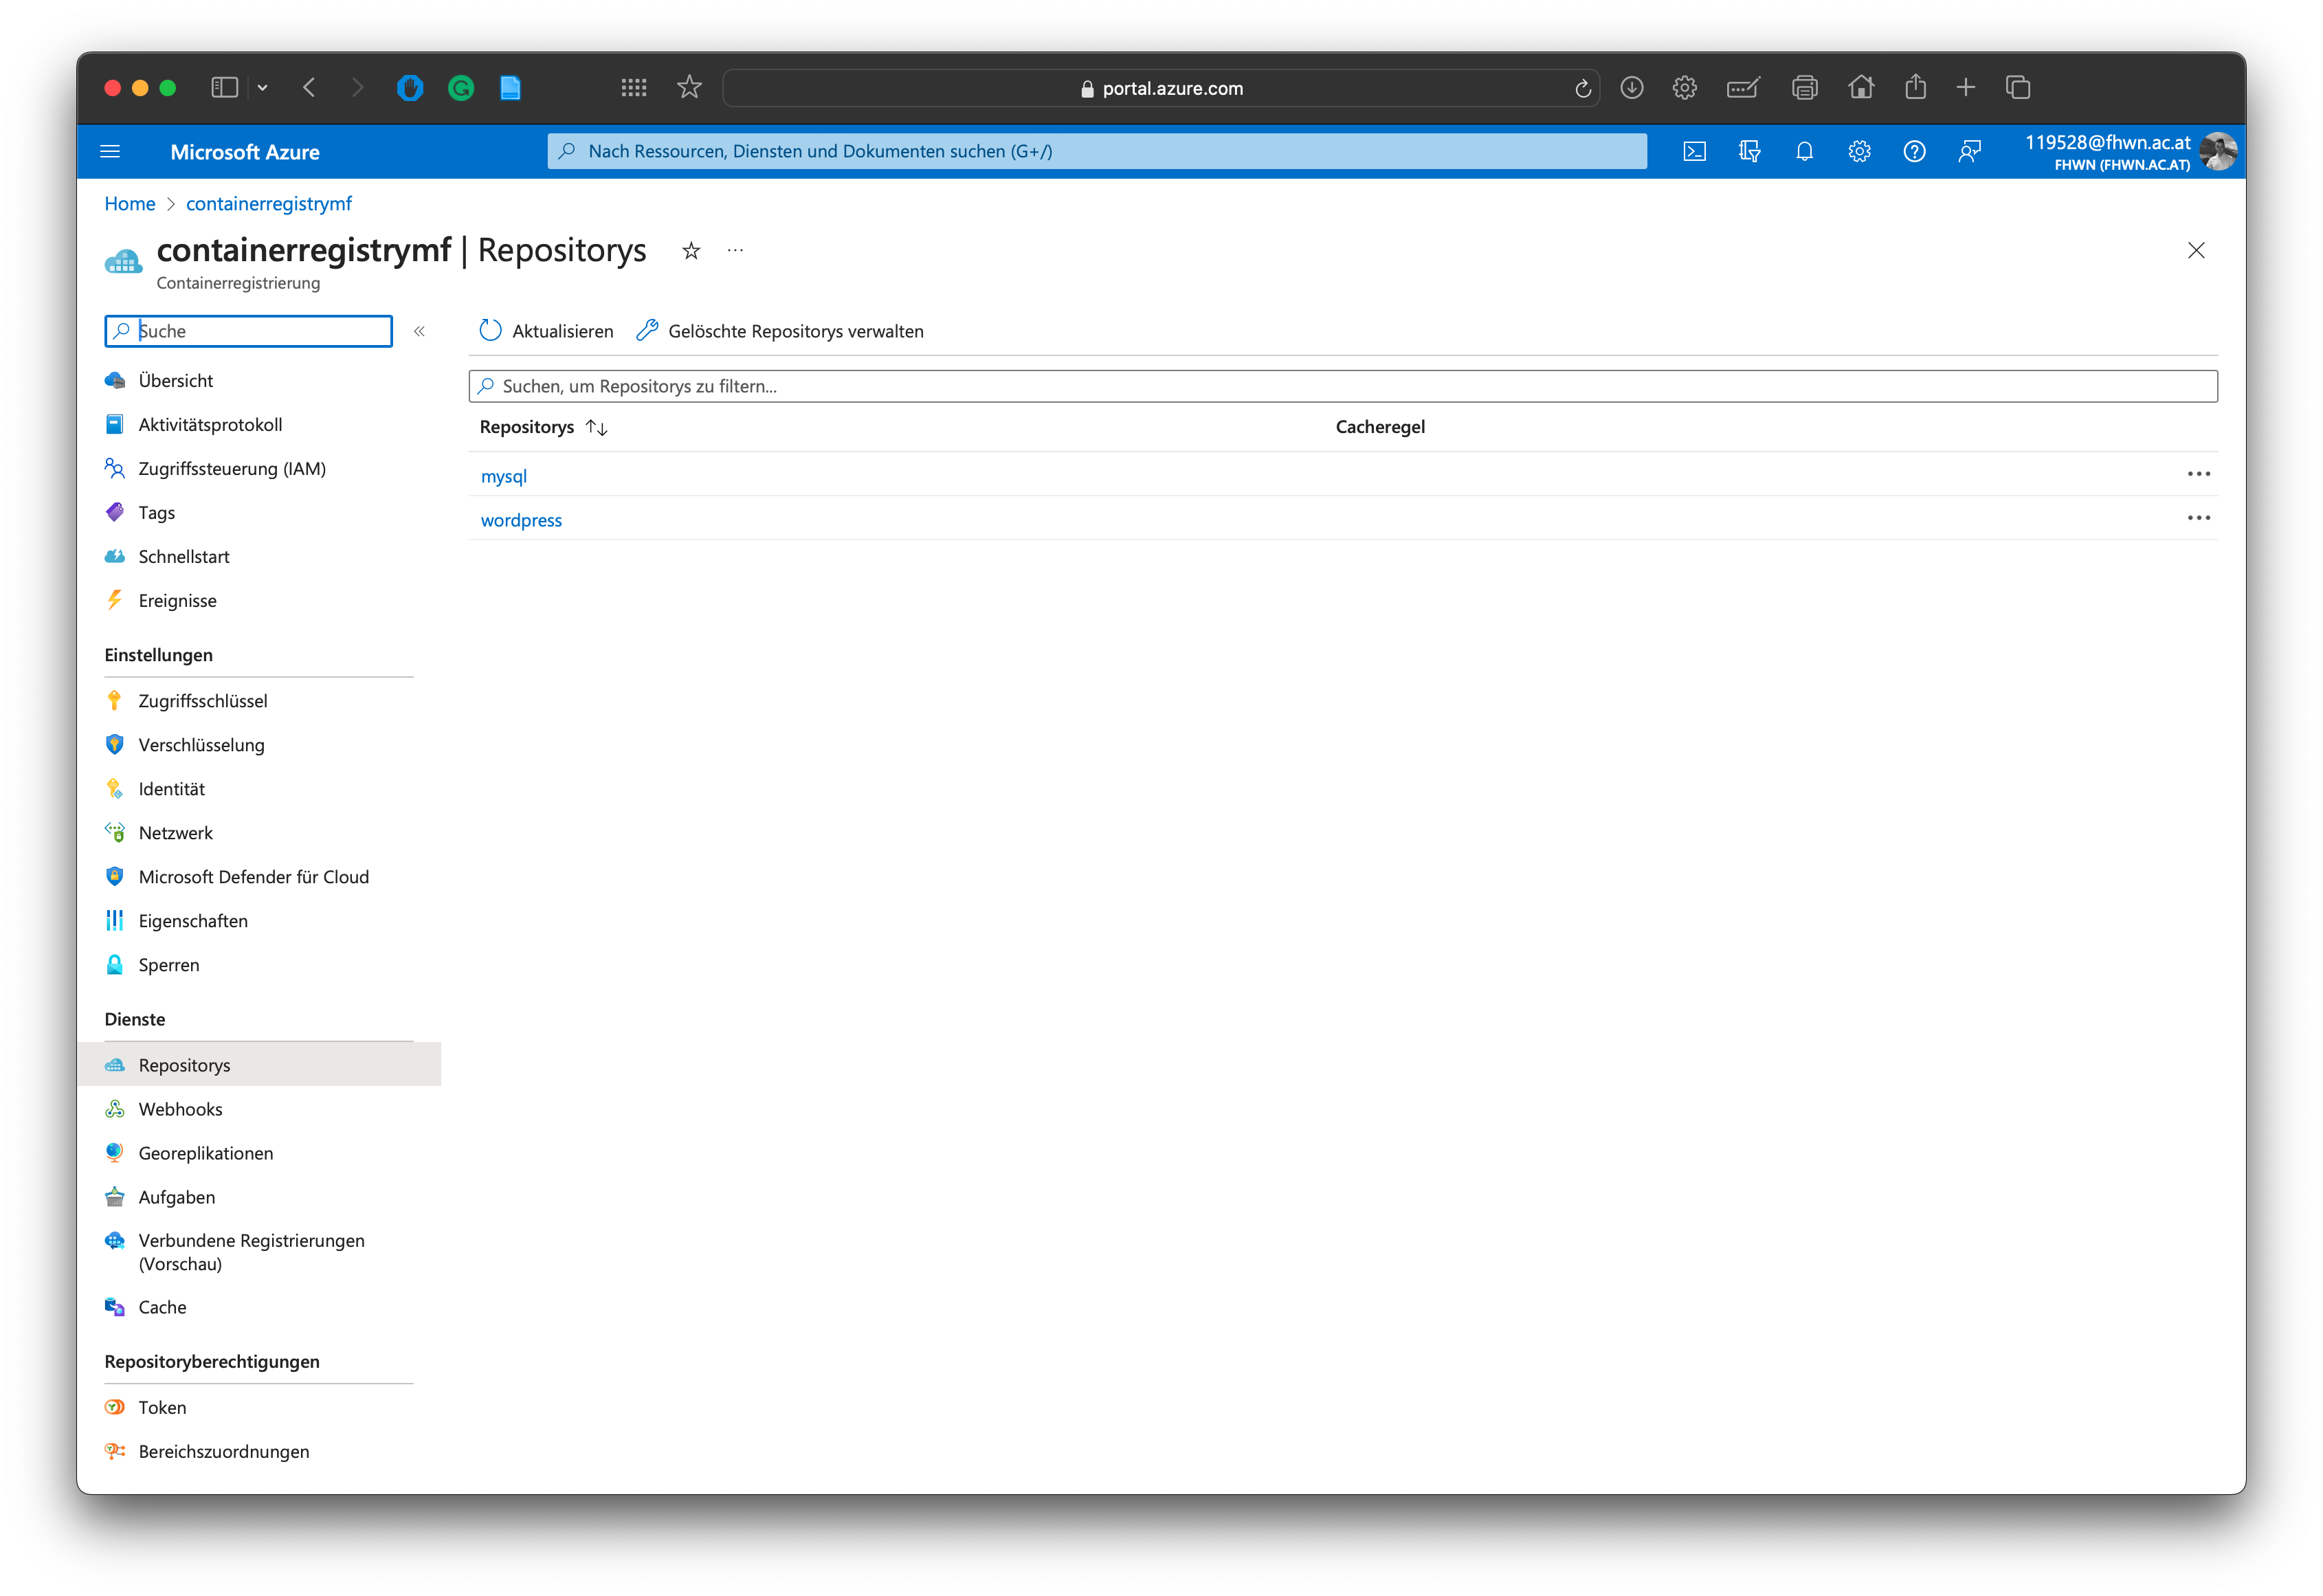 portal.azure.com
Microsoft Azure
Nach Ressourcen, Diensten und Dokumenten suchen (G+/)
119528@fhwn.ac.at
FHWN (FHWN.AC.AT)
Home > containerregistrymf
containerregistrymf | Repositorys
Containerregistrierung
Suche
Übersicht
Aktivitätsprotokoll
Zugriffssteuerung (IAM)
Tags
Schnellstart
Ereignisse
Einstellungen
Zugriffsschlüssel
Verschlüsselung
Identität
Netzwerk
Microsoft Defender für Cloud
Eigenschaften
Sperren
Dienste
Repositorys
Webhooks
Georeplikationen
Aufgaben
Verbundene Registrierungen
(Vorschau)
Cache
Repositoryberechtigungen
Token
Bereichszuordnungen
Aktualisieren
Gelöschte Repositorys verwalten
Suchen, um Repositorys zu filtern...
Repositorys
Cacheregel
mysql
wordpress